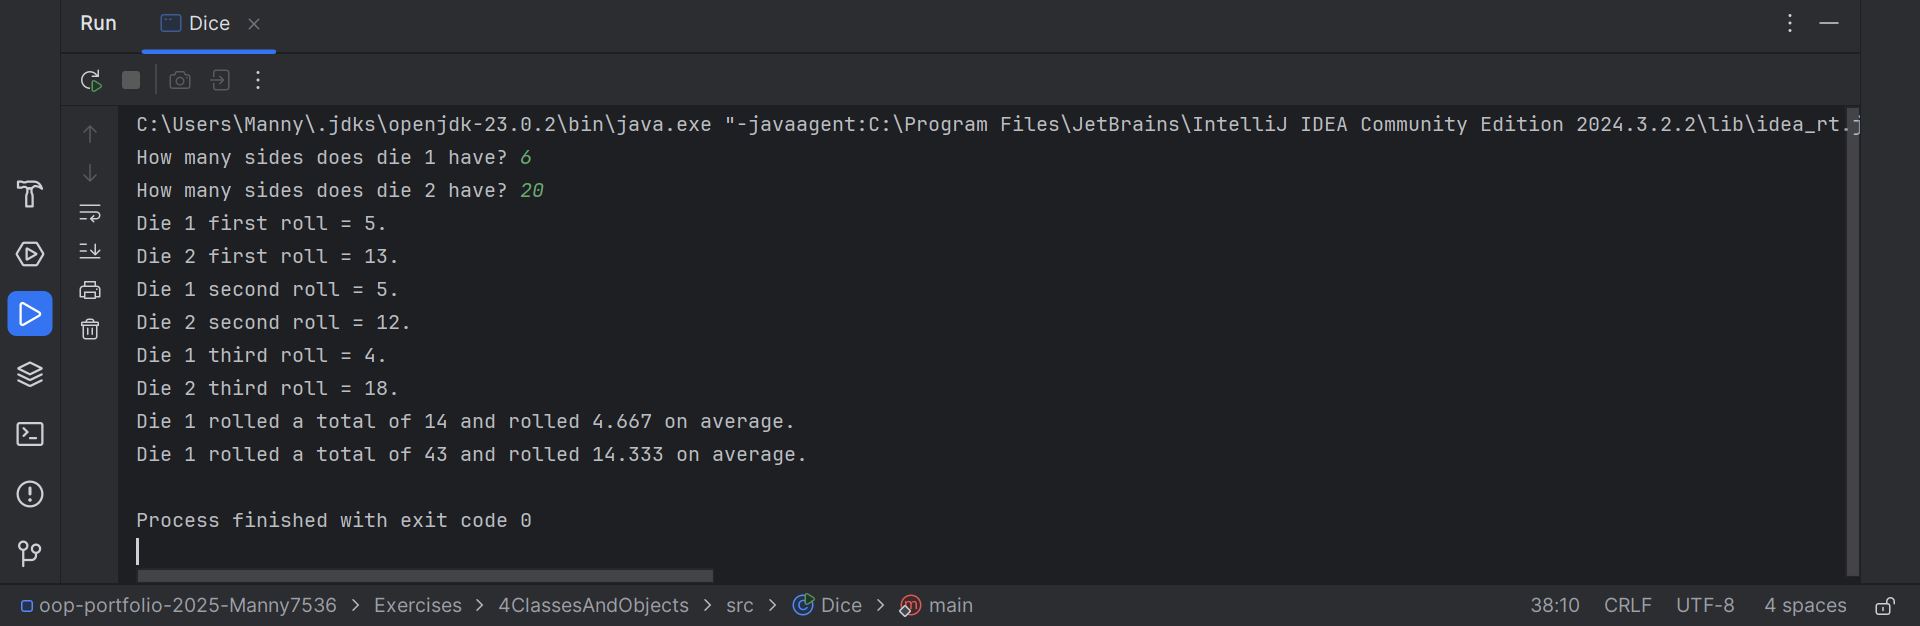 Run Dice
C:\Users\Manny\.jdks\openjdk-23.0.2\bin\java.exe "-javaagent:C:\Program Files\JetBrains\IntelliJ IDEA Community Edition 2024.3.2.2\lib\idea_rt.j
How many sides does die 1 have? 6
How many sides does die 2 have? 20
Die 1 first roll = 5.
Die 2 first roll = 13.
Die 1 second roll = 5.
Die 2 second roll = 12.
Die 1 third roll = 4.
Die 2 third roll = 18.
Die 1 rolled a total of 14 and rolled 4.667 on average.
Die 1 rolled a total of 43 and rolled 14.333 on average.
Process finished with exit code 0
oop-portfolio-2025-Manny7536 > Exercises > 4ClassesAndObjects > src > Dice > main 38:10 CRLF UTF-8 4 spaces